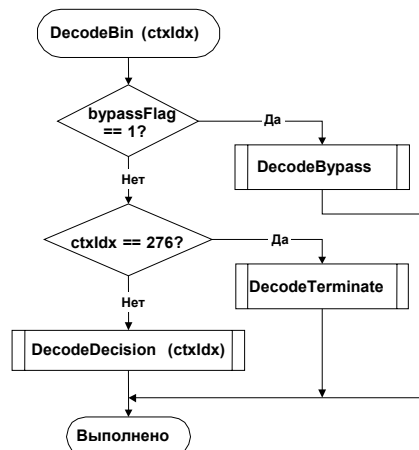 DecodeBin (ctxIdx)
bypassFlag
== 1?
Да
DecodeBypass
Нет
ctxIdx == 276?
Да
DecodeTerminate
Нет
DecodeDecision (ctxIdx)
Выполнено